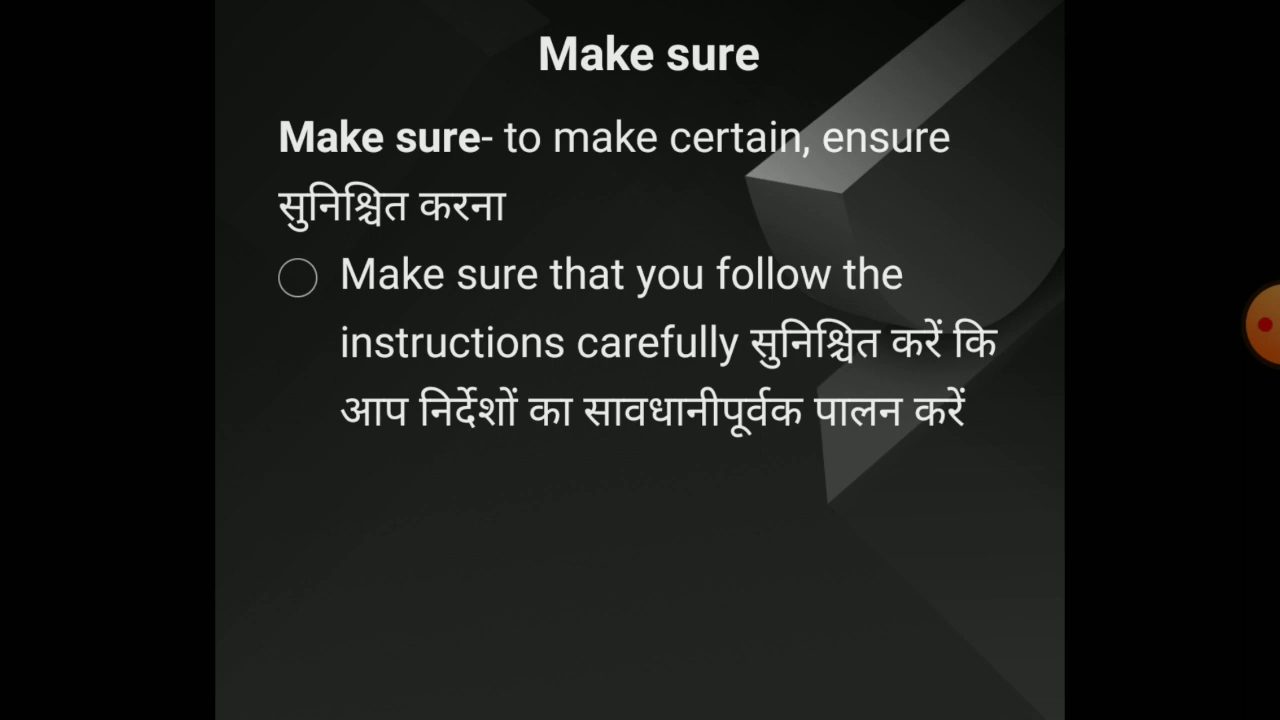 Make sure
Make sure- to make certain, ensure
सुनिश्चित करना
Make sure that you follow the
instructions carefully सुनिश्चित करें कि
आप निर्देशों का सावधानीपूर्वक पालन करें